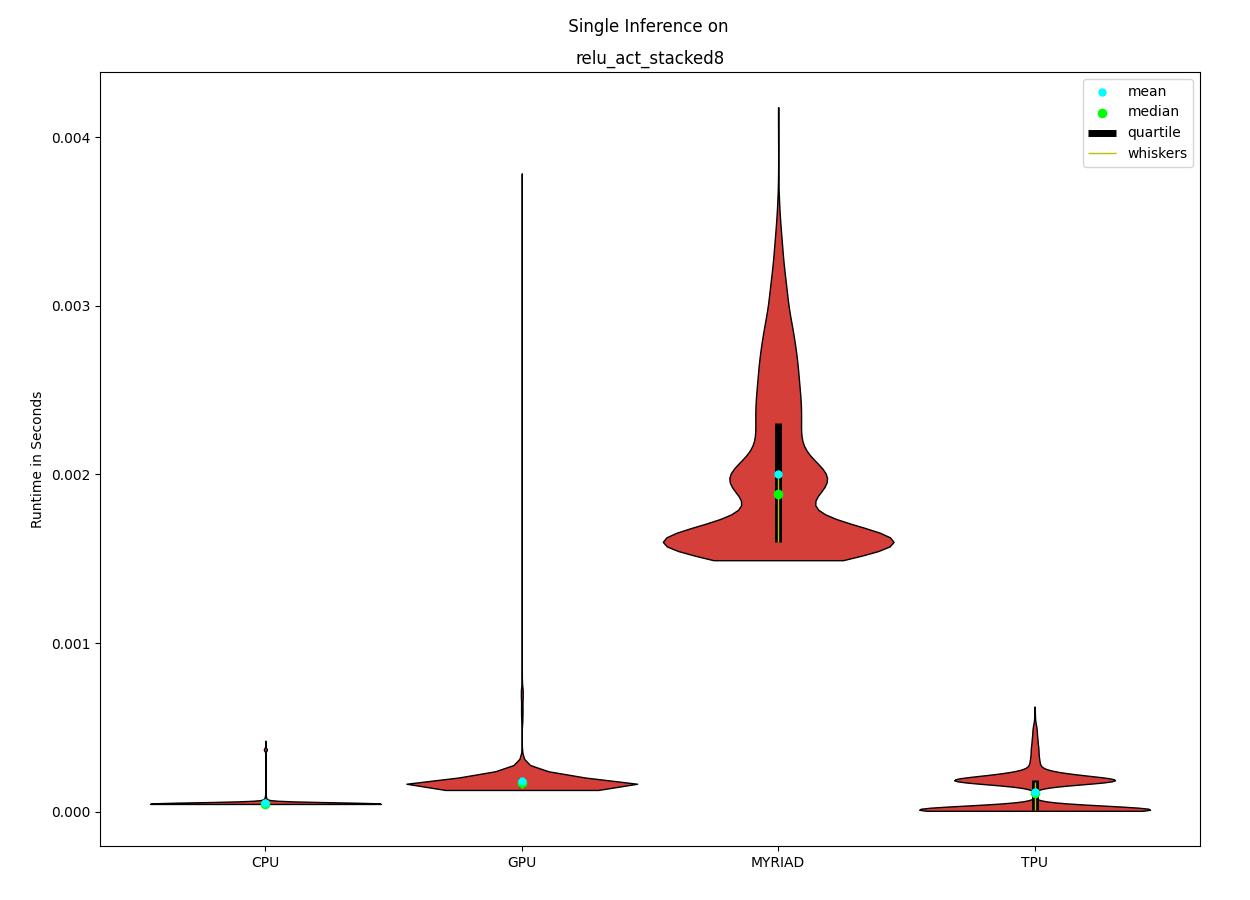 Single Inference on
relu_act_stacked8
mean
median
quartile
whiskers
0.004
0.003
0.002
0.001
0.000
Runtime in Seconds
CPU
GPU
MYRIAD
TPU